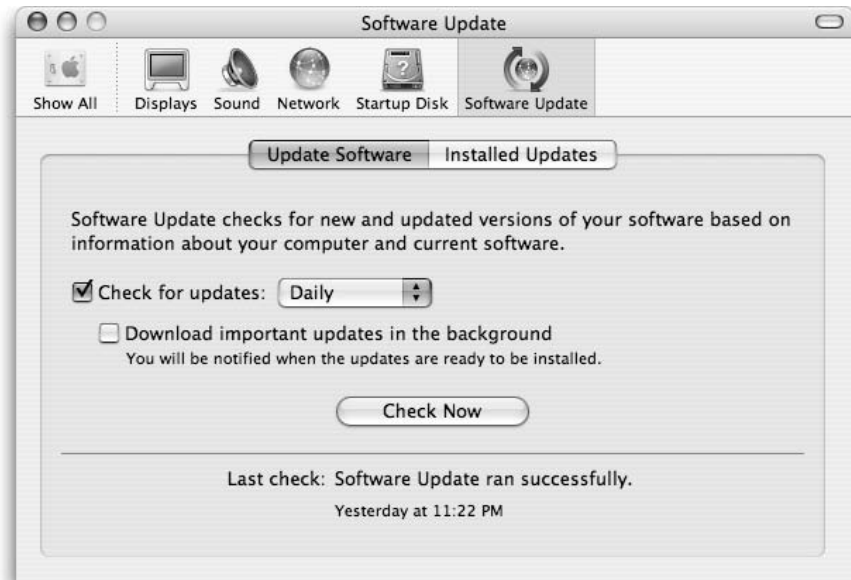 Software Update
Show All Displays Sound Network Startup Disk Software Update
Update Software Installed Updates
Software Update checks for new and updated versions of your software based on
information about your computer and current software.
Check for updates: Daily
Download important updates in the background
You will be notified when the updates are ready to be installed.
Check Now
Last check: Software Update ran successfully.
Yesterday at 11:22 PM